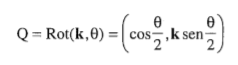 Q = Rot(k,θ) = (cos θ/2, k sen θ/2)